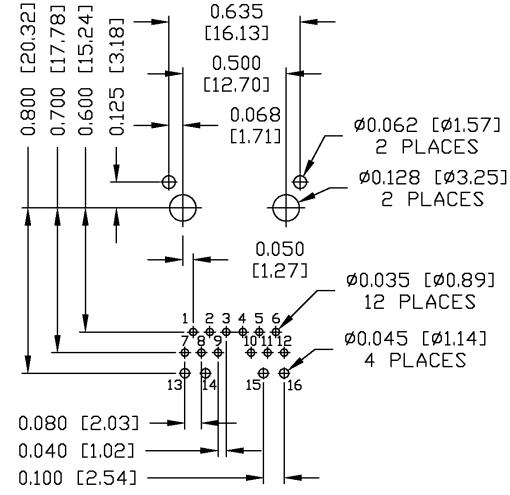 0.635
[16.13]
0.500
[12.70]
0.068
[1.71]
0.800 [20.32]
0.700 [17.78]
0.600 [15.24]
0.125 [3.18]
Ø0.062 [Ø1.57]
2 PLACES
Ø0.128 [Ø3.25]
2 PLACES
0.050
[1.27]
Ø0.035 [Ø0.89]
12 PLACES
1 2 3 4 5 6
7 8 9 10 11 12
Ø0.045 [Ø1.14]
4 PLACES
13 14 15 16
0.080 [2.03]
0.040 [1.02]
0.100 [2.54]